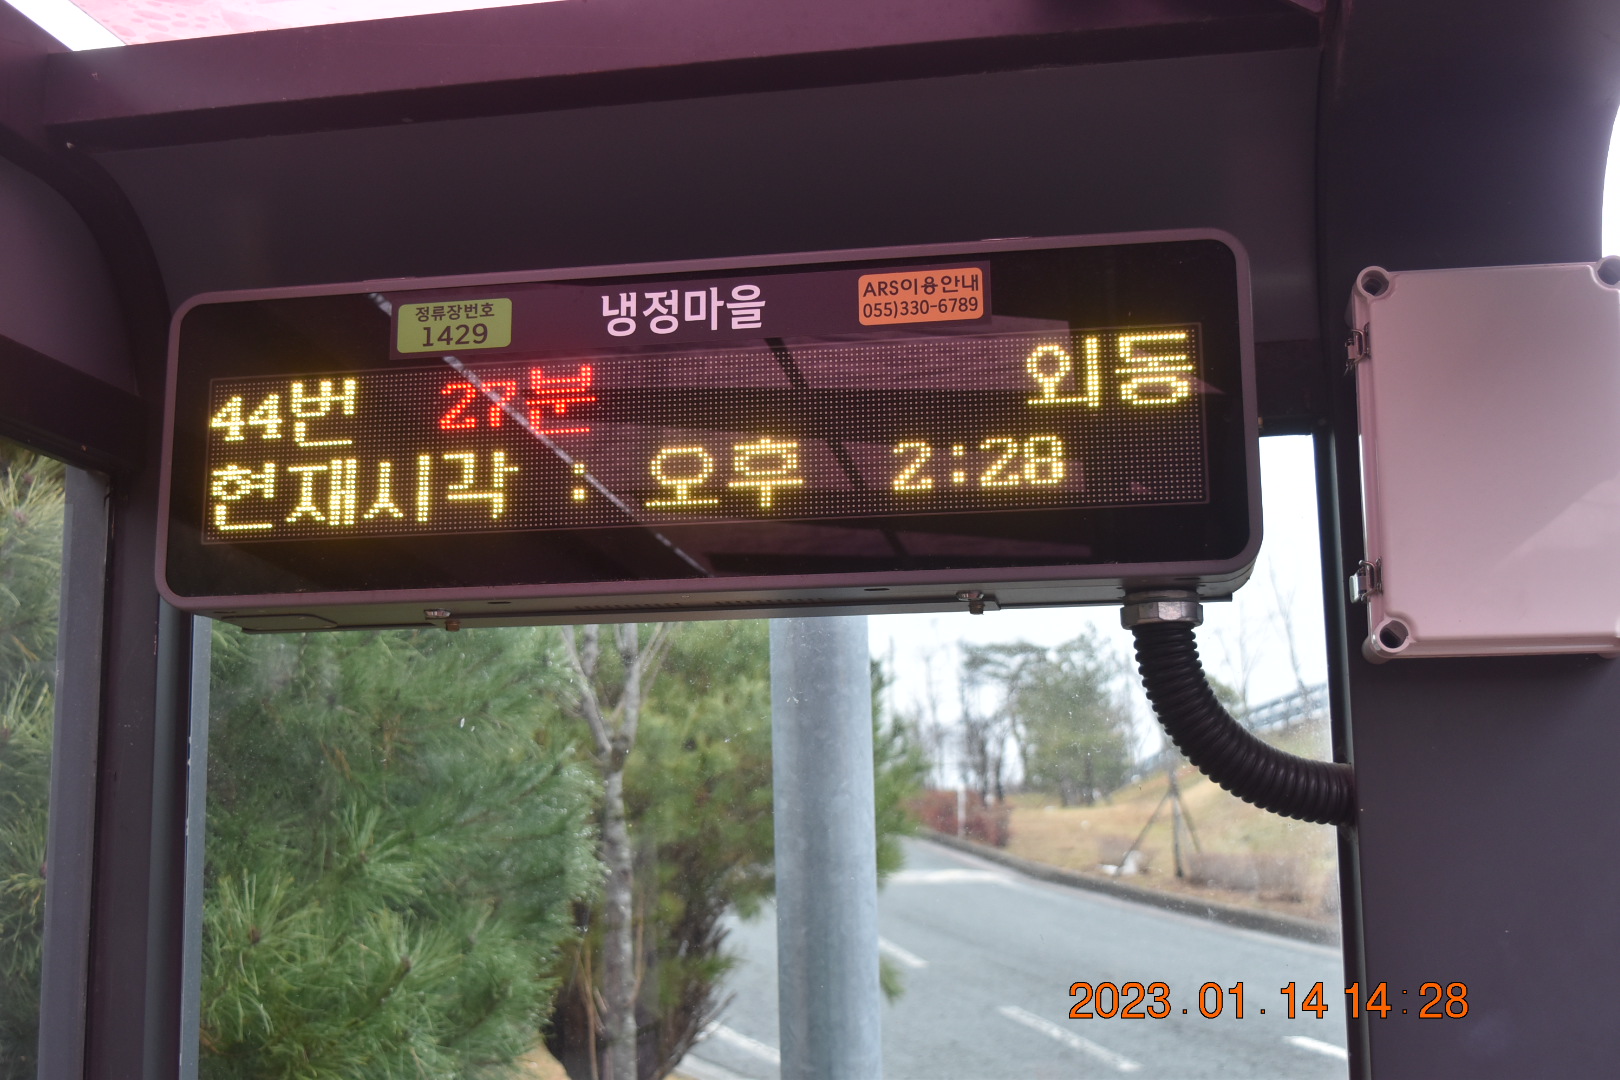 정류장번호
1429
냉정마을
ARS이용안내
055)330-6789
44번 27분 외동
현재시각 : 오후 2:28
2023.01.14 14:28